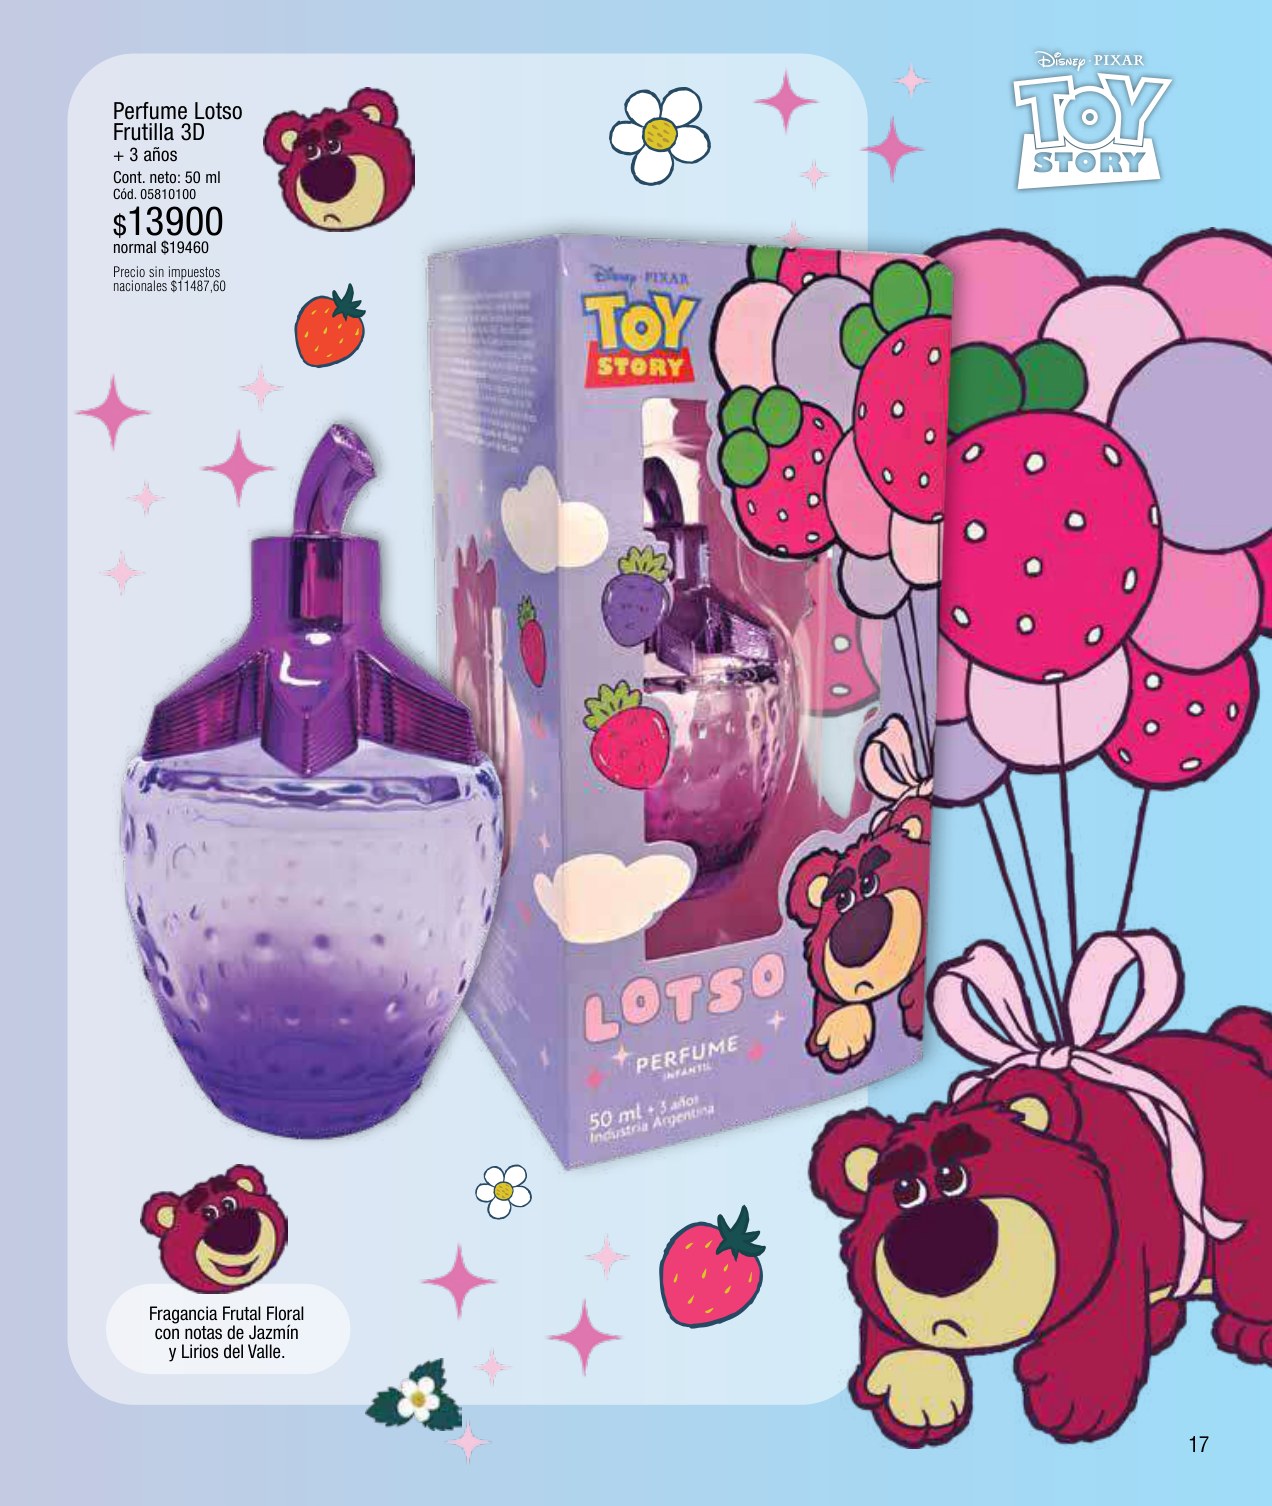 Perfume Lotso
Frutilla 3D
+ 3 años
Cont. neto: 50 ml
Cód. 05810100
$13900
normal $19460
Precio sin impuestos
nacionales $11487,60
Disney · PIXAR
TOY
STORY
Disney · PIXAR
TOY
STORY
LOTSO
PERFUME
INFANTIL
50 ml + 3 años
Industria Argentina
Fragancia Frutal Floral
con notas de Jazmín
y Lirios del Valle.
17